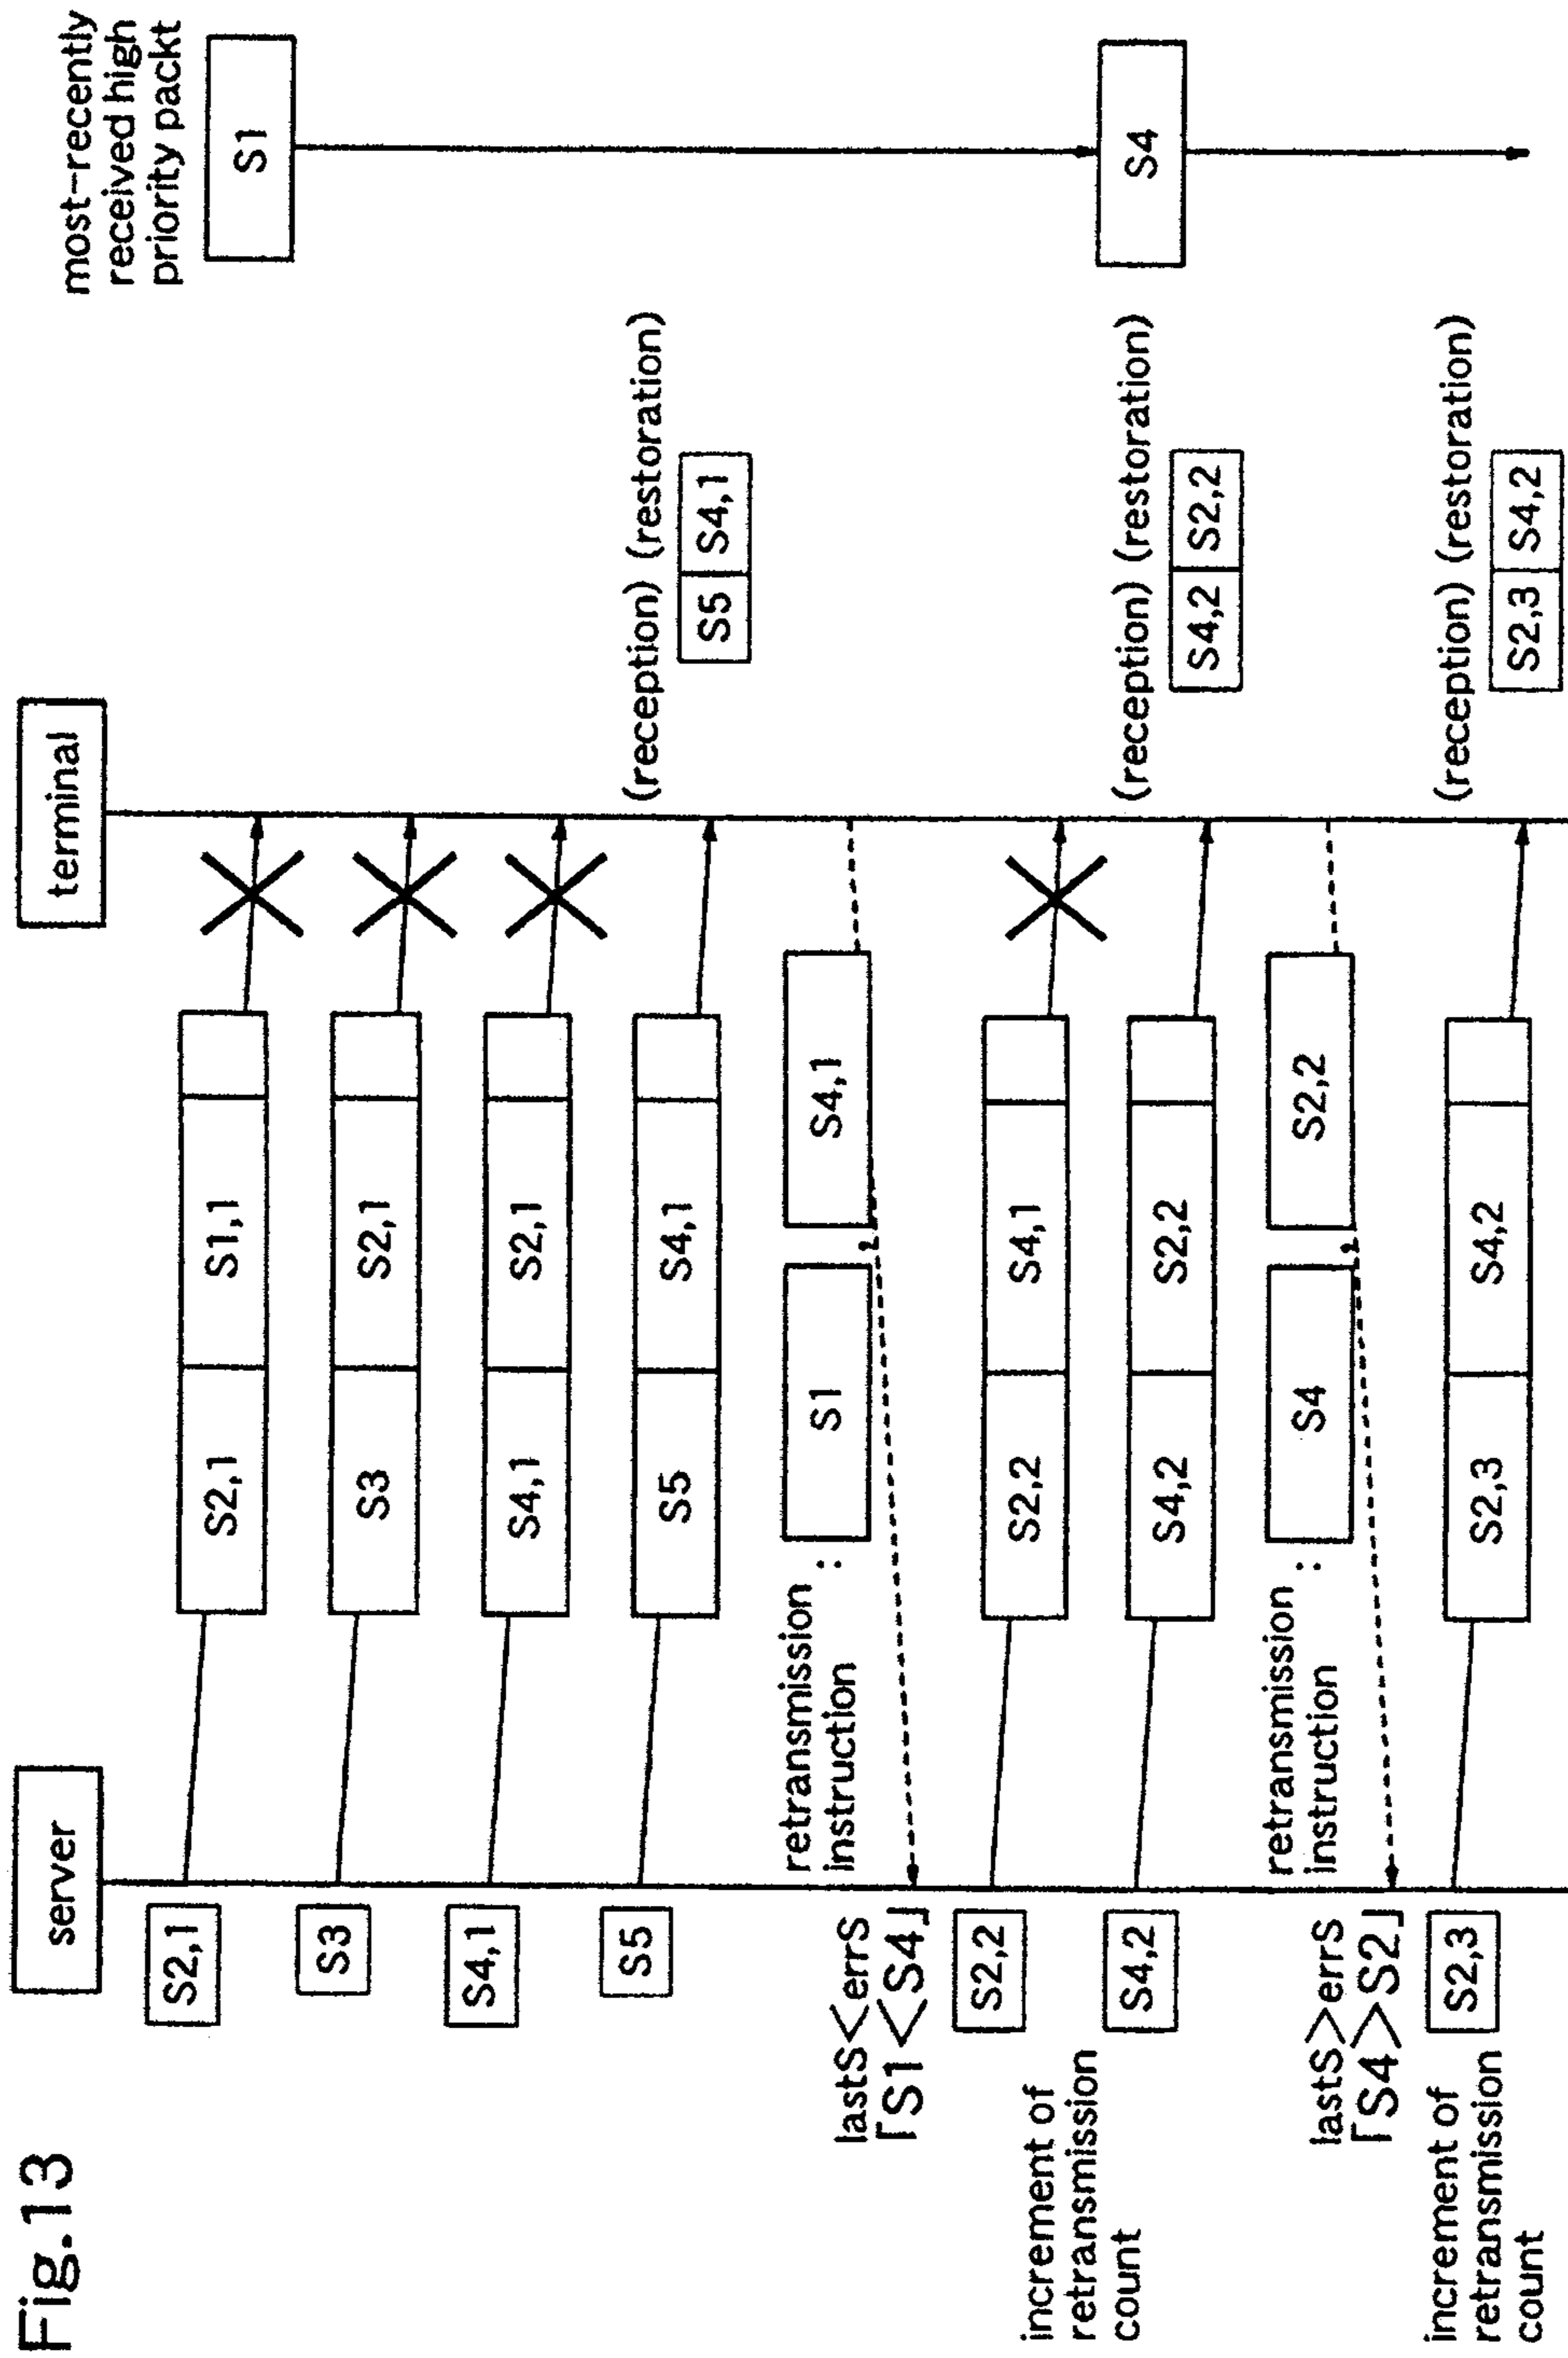 Fig.13
server
terminal
most-recently
received high
priority packt
S1
S2,1
S2,1
S1,1
S3
S3
S2,1
S4,1
S4,1
S2,1
S5
S5
S4,1
(reception) (restoration)
S5
S4,1
retransmission
instruction
:
S1
,
S4,1
lastS<errS
「S1<S4」
increment of
retransmission
count
S2,2
S2,2
S4,1
S4,2
S4,2
S2,2
(reception) (restoration)
S4,2
S2,2
S4
retransmission
instruction
:
S4
,
S2,2
lastS>errS
「S4>S2」
increment of
retransmission
count
S2,3
S2,3
S4,2
(reception) (restoration)
S2,3
S4,2